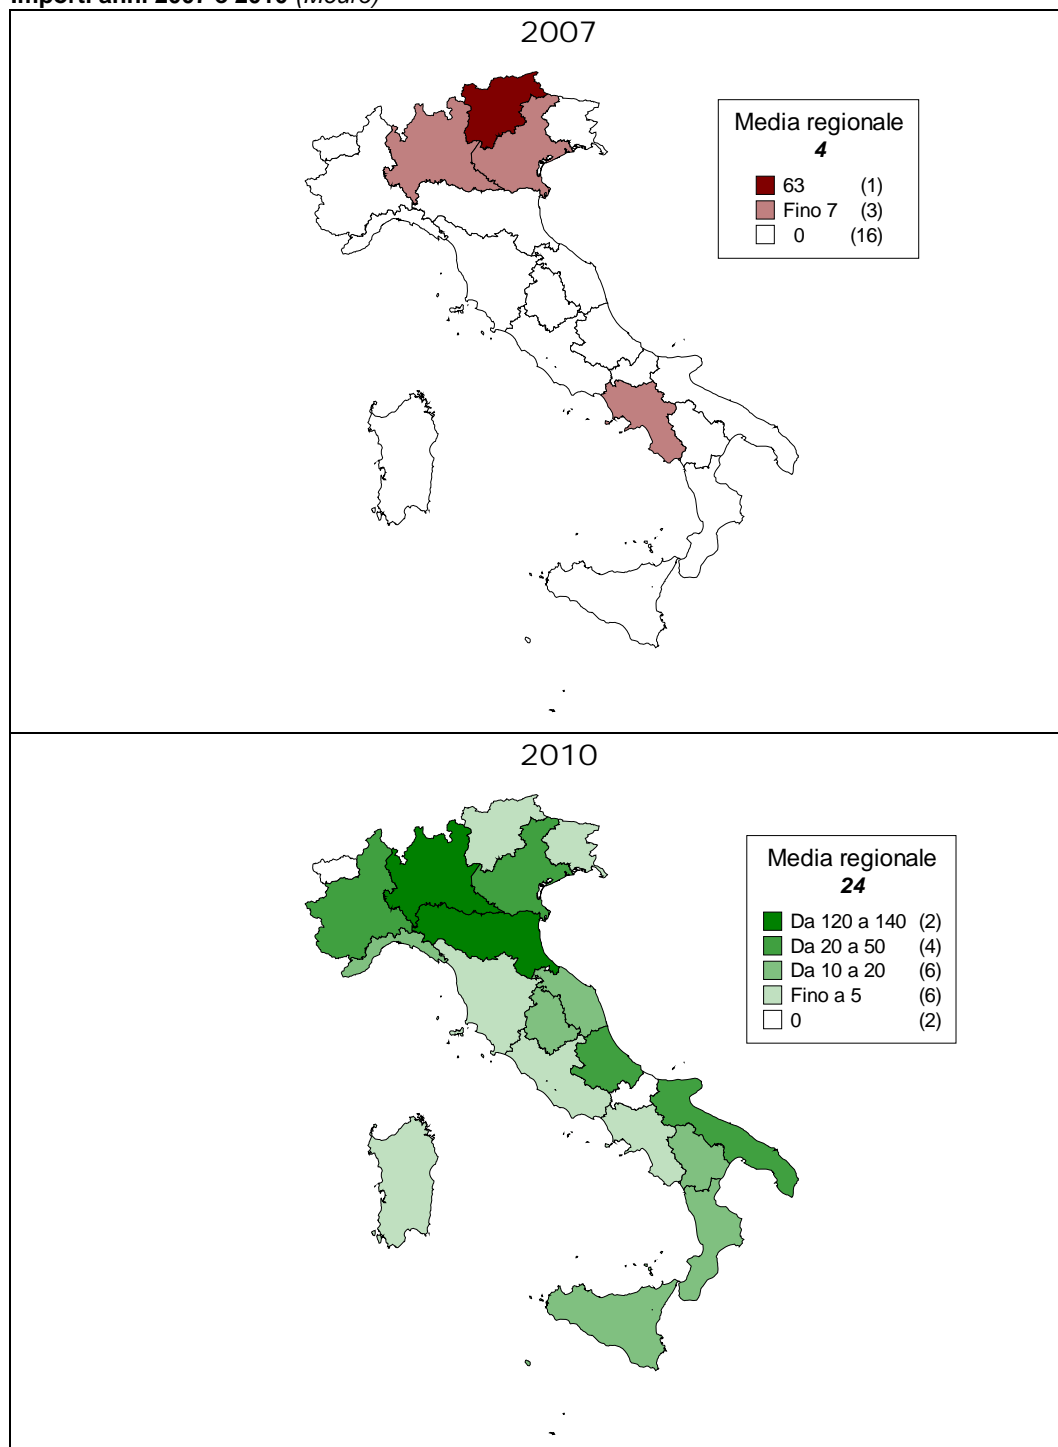 2007
Media regionale
4
63 (1)
Fino 7 (3)
0 (16)
2010
Media regionale
24
Da 120 a 140 (2)
Da 20 a 50 (4)
Da 10 a 20 (6)
Fino a 5 (6)
0 (2)